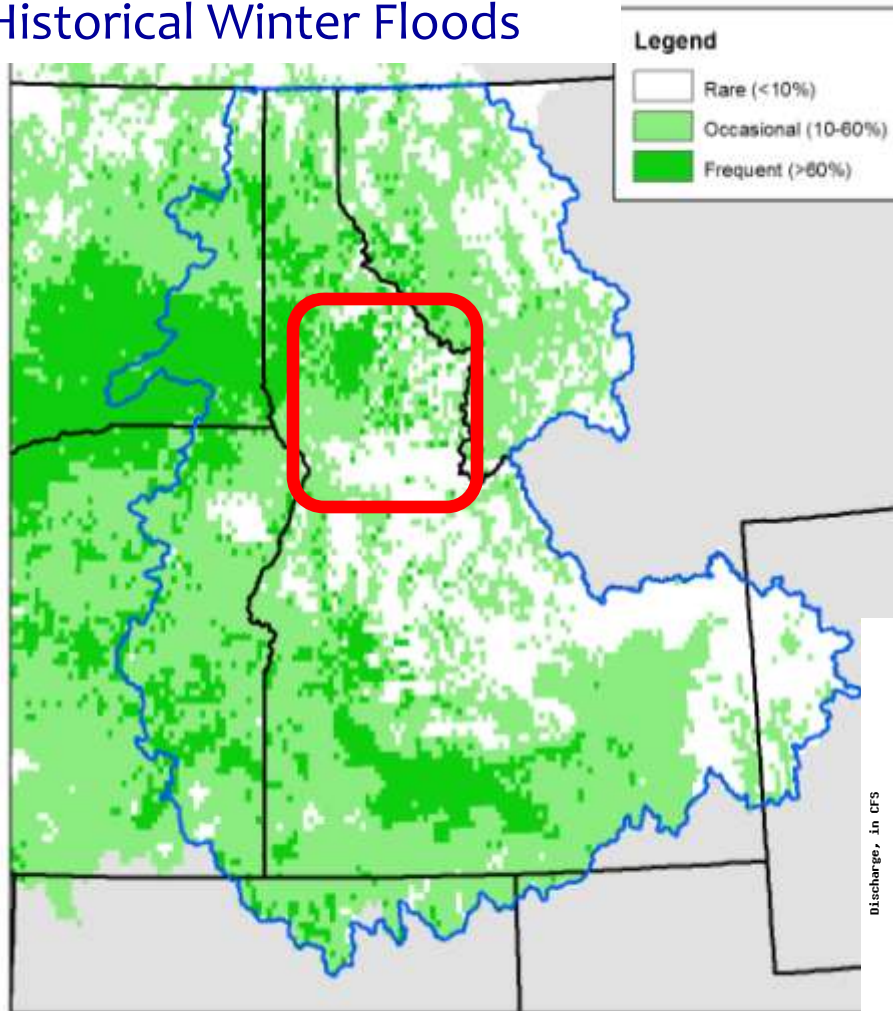 Historical Winter Floods
Legend
Rare (<10%)
Occasional (10-60%)
Frequent (>60%)
Discharge, in CFS